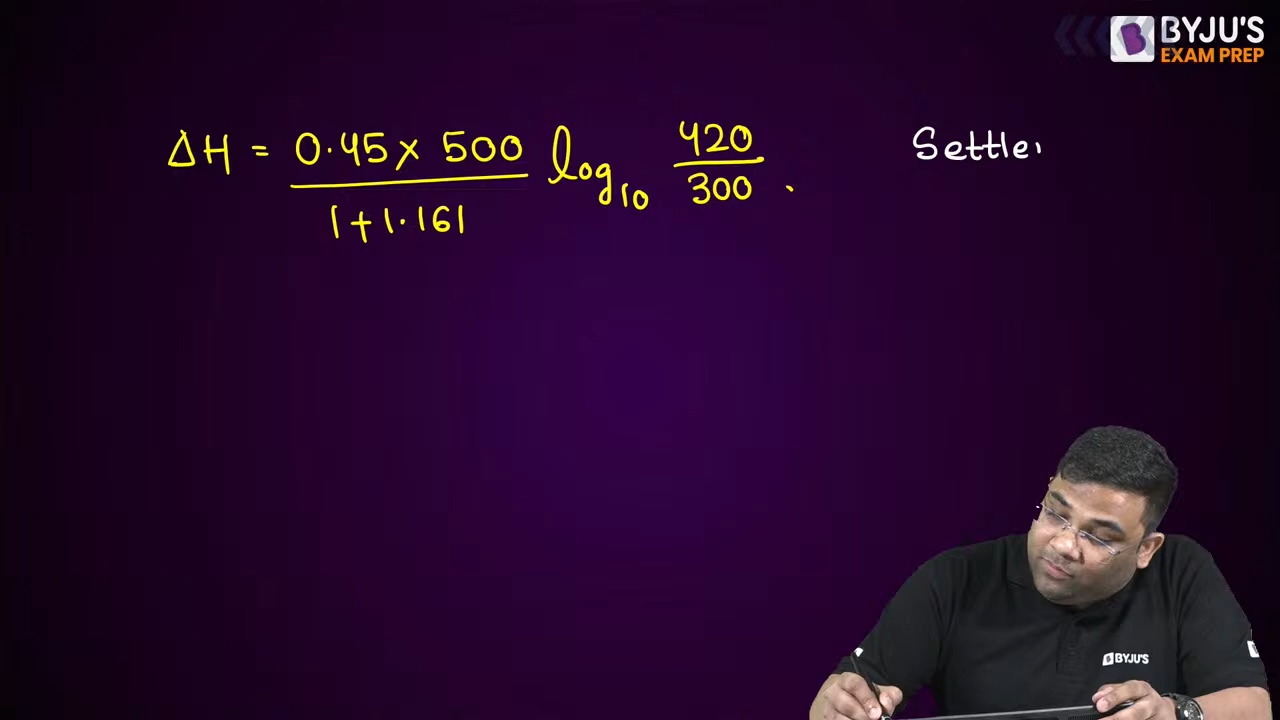 BYJU'S
EXAM PREP
ΔH = 0.45 × 500 / 1 + 1.161 log₁₀ 420 / 300 .
Settle
BYJU'S